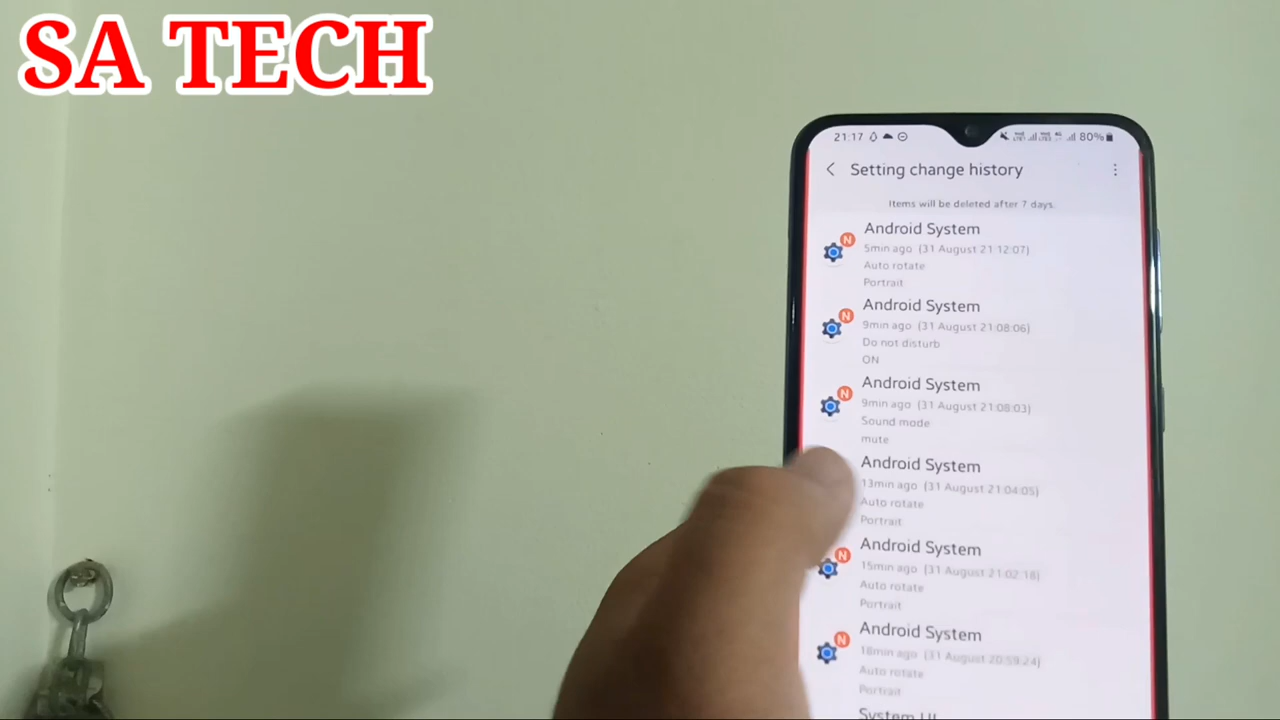 SA TECH
21:17 80%
Setting change history
Items will be deleted after 7 days.
Android System
N
5min ago (31 August 21:12:07)
Auto rotate
Portrait
Android System
N
9min ago (31 August 21:08:06)
Do not disturb
ON
Android System
N
9min ago (31 August 21:08:03)
Sound mode
mute
Android System
13min ago (31 August 21:04:05)
Auto rotate
Portrait
Android System
N
15min ago (31 August 21:02:18)
Auto rotate
Portrait
Android System
N
18min ago (31 August 20:59:24)
Auto rotate
Portrait
System UI